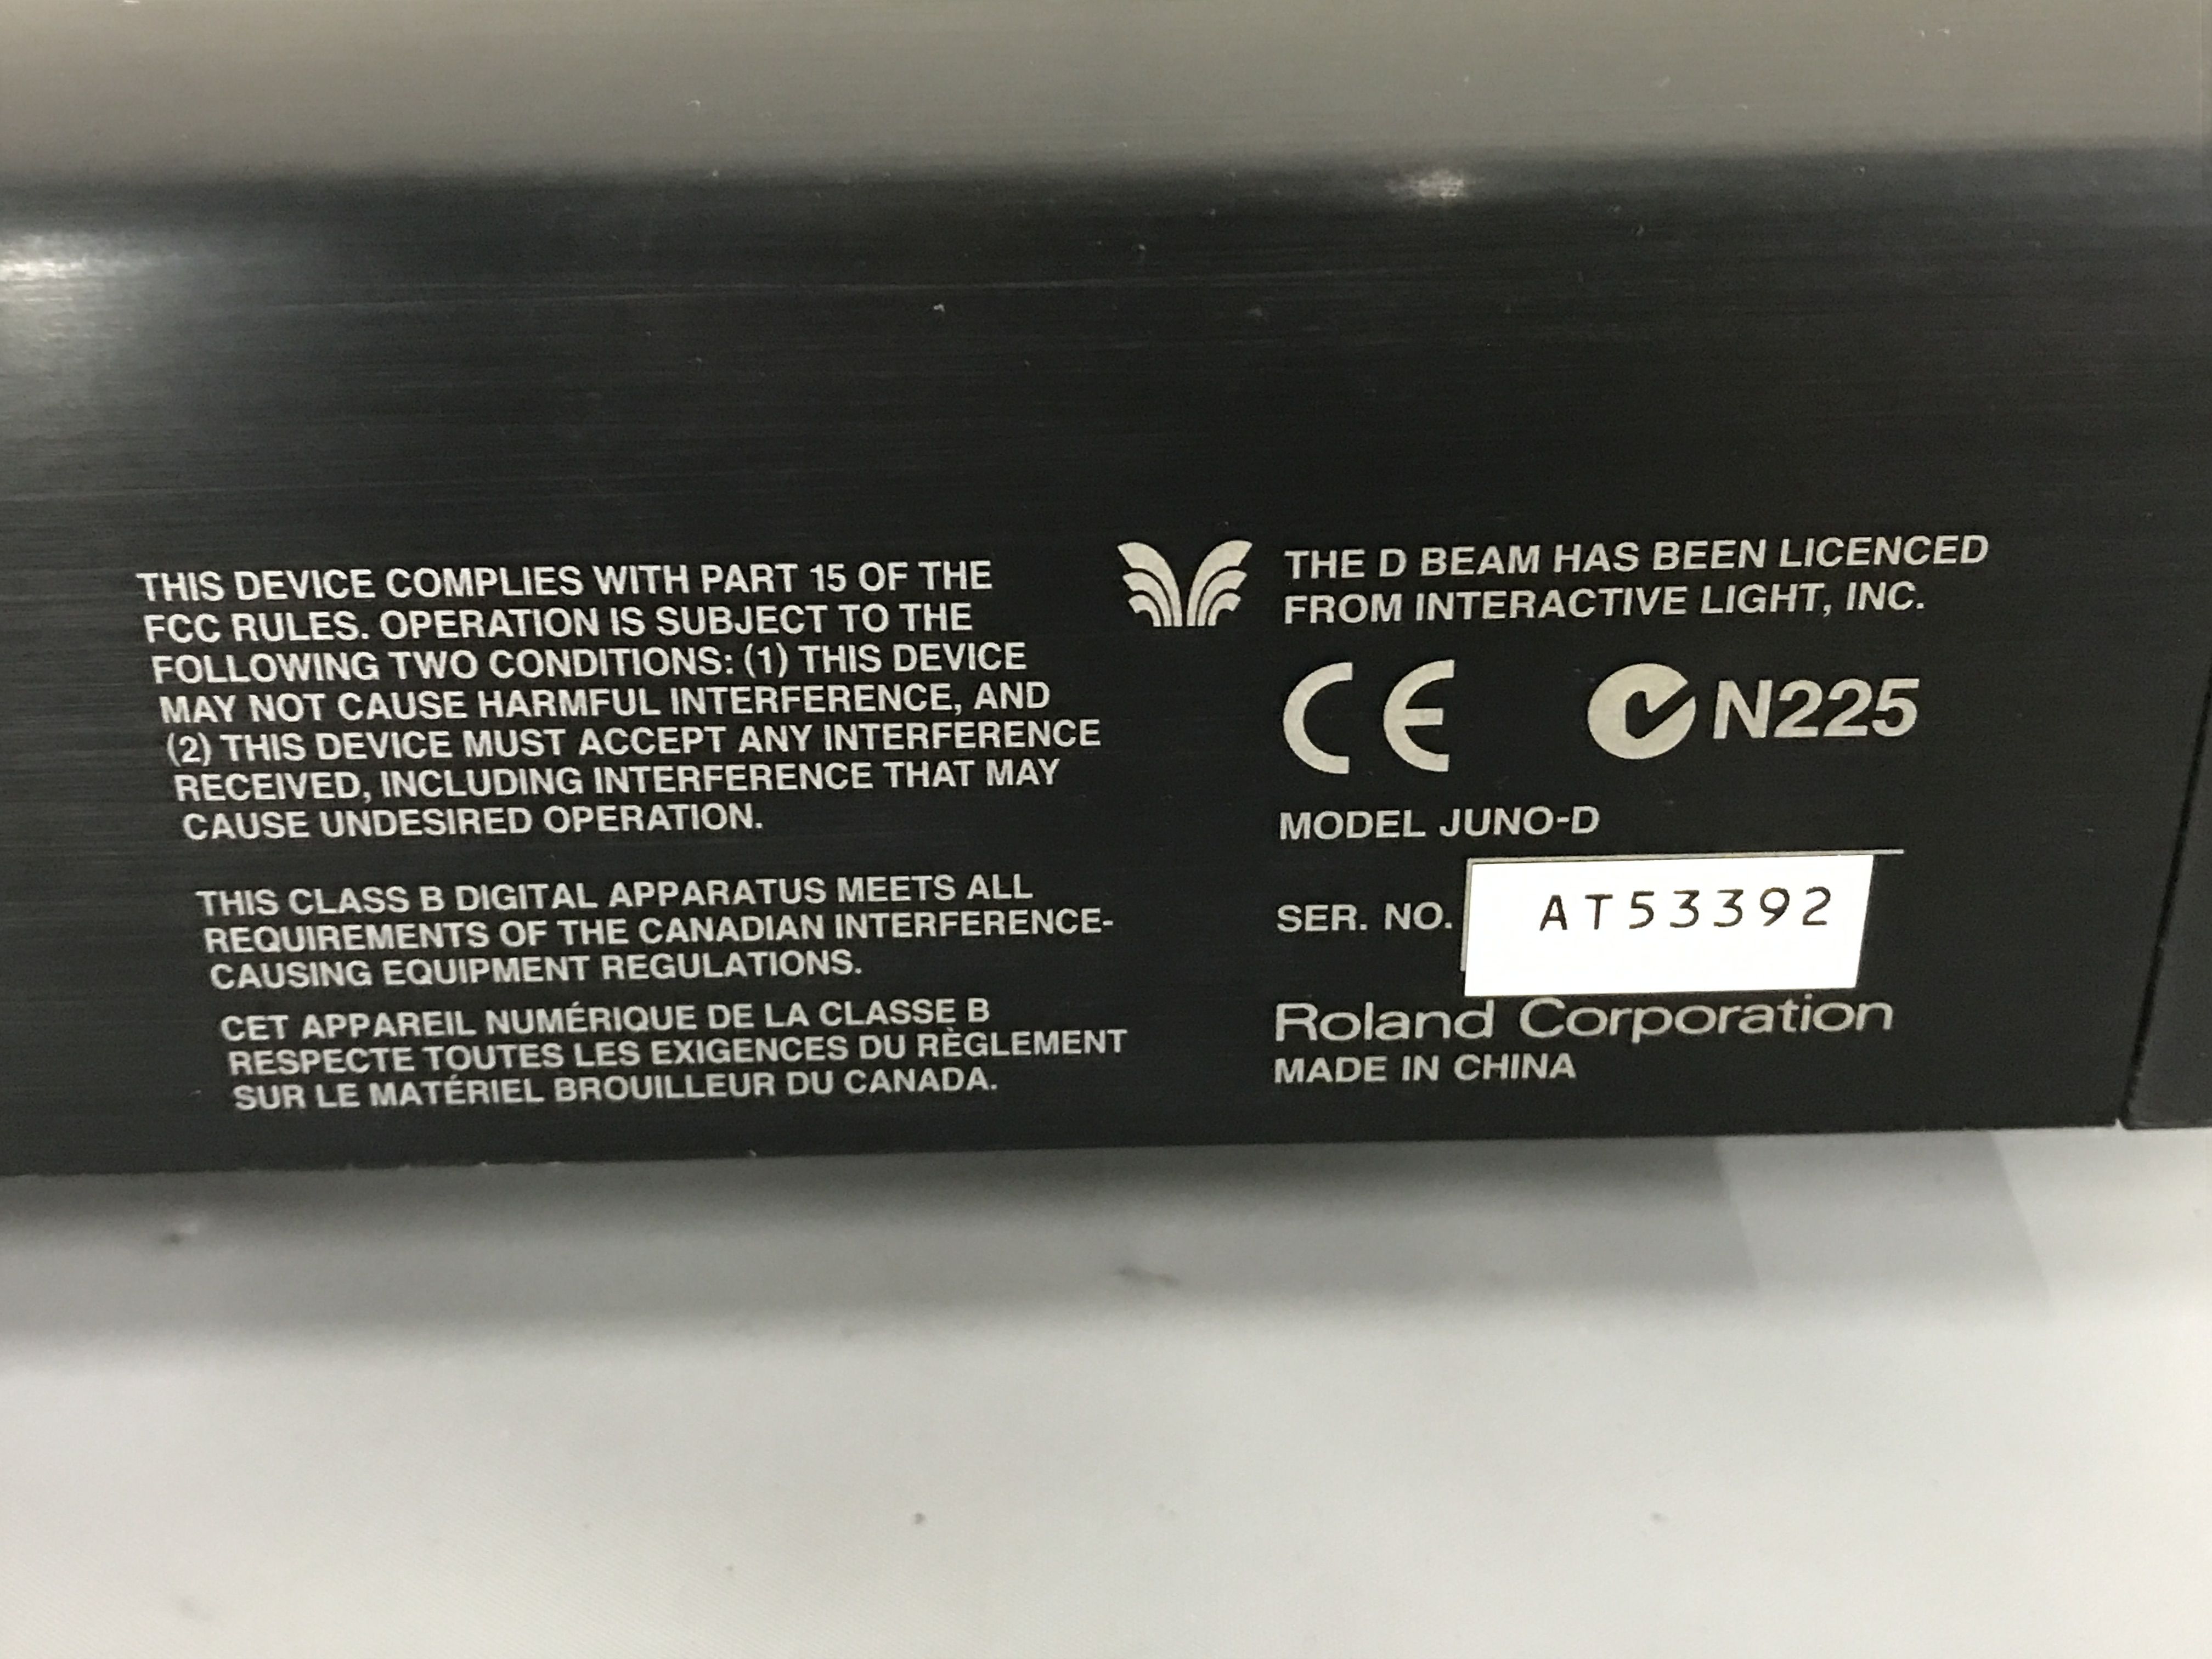 THIS DEVICE COMPLIES WITH PART 15 OF THE
FCC RULES. OPERATION IS SUBJECT TO THE
FOLLOWING TWO CONDITIONS: (1) THIS DEVICE
MAY NOT CAUSE HARMFUL INTERFERENCE, AND
(2) THIS DEVICE MUST ACCEPT ANY INTERFERENCE
RECEIVED, INCLUDING INTERFERENCE THAT MAY
CAUSE UNDESIRED OPERATION.
THIS CLASS B DIGITAL APPARATUS MEETS ALL
REQUIREMENTS OF THE CANADIAN INTERFERENCE-
CAUSING EQUIPMENT REGULATIONS.
CET APPAREIL NUMÉRIQUE DE LA CLASSE B
RESPECTE TOUTES LES EXIGENCES DU RÈGLEMENT
SUR LE MATÉRIEL BROUILLEUR DU CANADA.
THE D BEAM HAS BEEN LICENCED
FROM INTERACTIVE LIGHT, INC.
CE N225
MODEL JUNO-D
SER. NO. AT53392
Roland Corporation
MADE IN CHINA